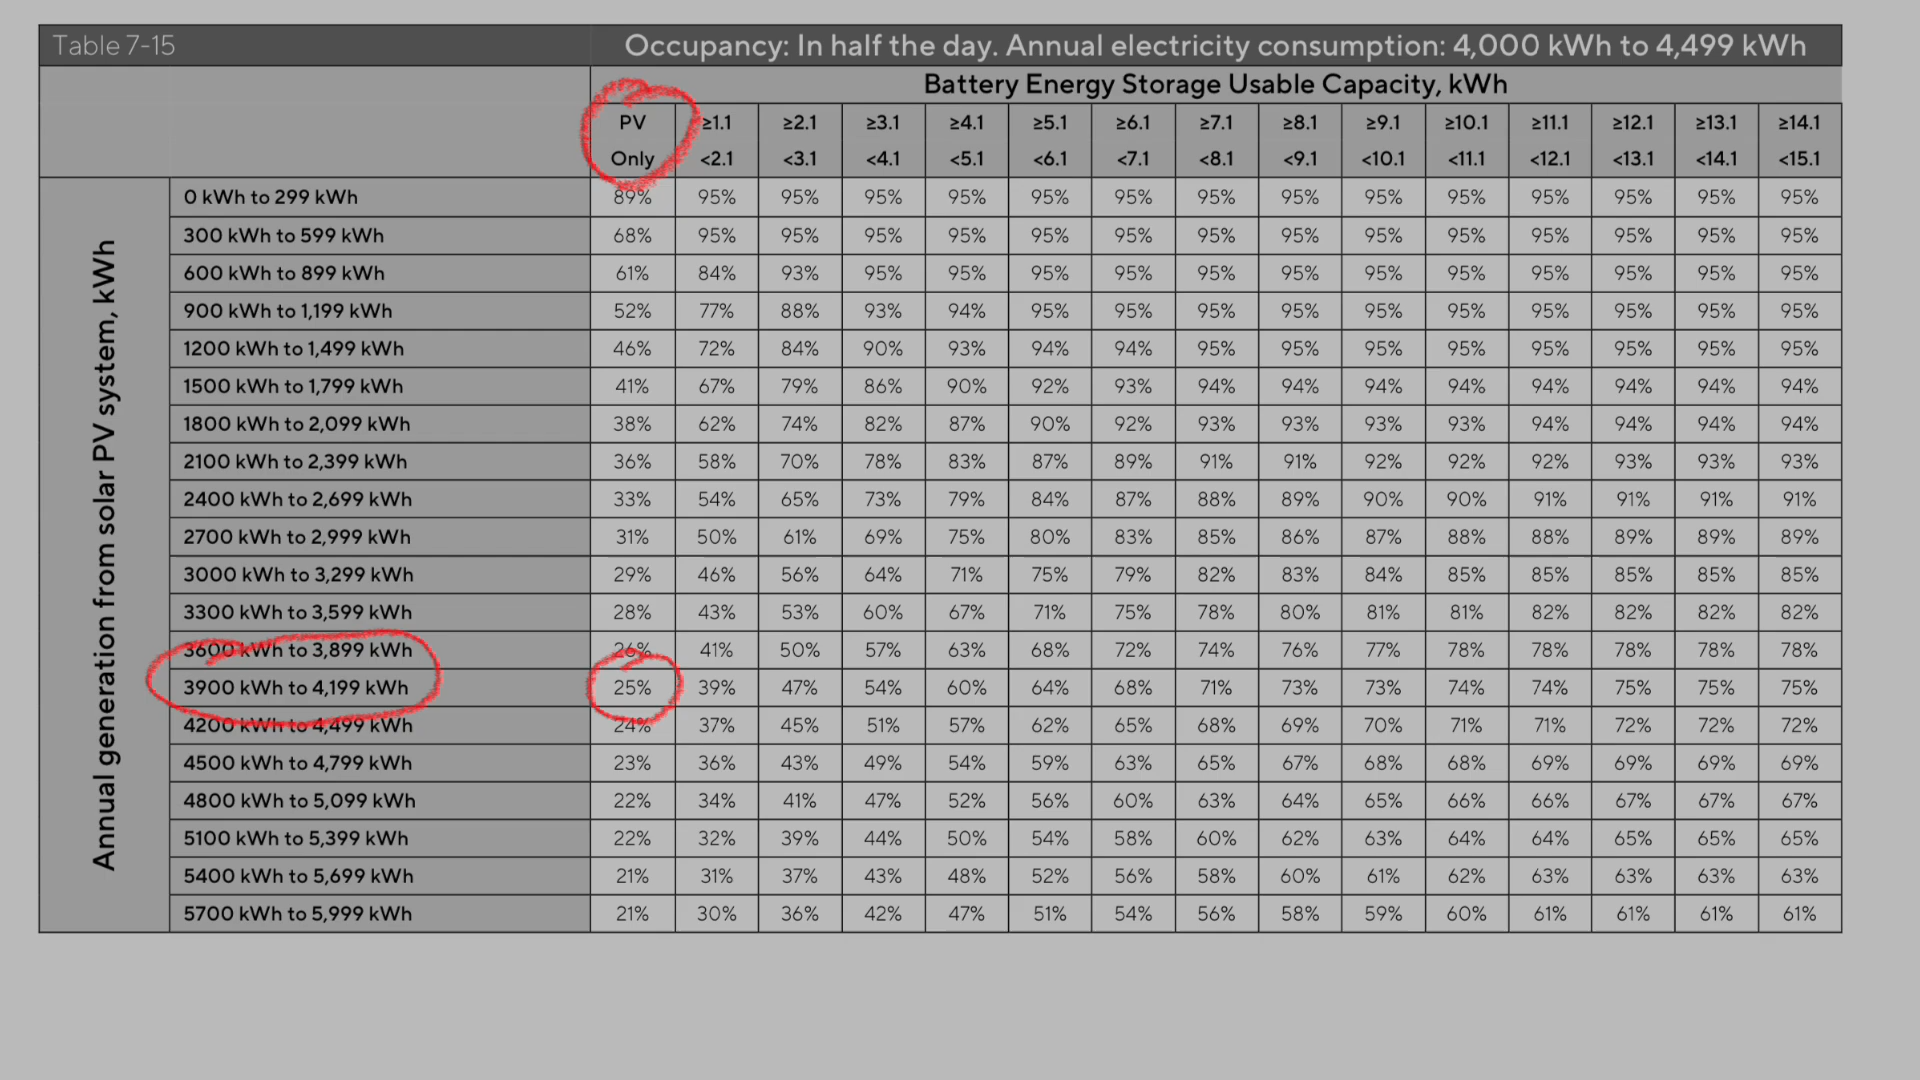 Table 7-15 Occupancy: In half the day. Annual electricity consumption: 4,000 kWh to 4,499 kWh
Battery Energy Storage Usable Capacity, kWh
PV ≥1.1 ≥2.1 ≥3.1 ≥4.1 ≥5.1 ≥6.1 ≥7.1 ≥8.1 ≥9.1 ≥10.1 ≥11.1 ≥12.1 ≥13.1 ≥14.1
Only <2.1 <3.1 <4.1 <5.1 <6.1 <7.1 <8.1 <9.1 <10.1 <11.1 <12.1 <13.1 <14.1 <15.1
Annual generation from solar PV system, kWh
0 kWh to 299 kWh 89% 95% 95% 95% 95% 95% 95% 95% 95% 95% 95% 95% 95% 95% 95%
300 kWh to 599 kWh 68% 95% 95% 95% 95% 95% 95% 95% 95% 95% 95% 95% 95% 95% 95%
600 kWh to 899 kWh 61% 84% 93% 95% 95% 95% 95% 95% 95% 95% 95% 95% 95% 95% 95%
900 kWh to 1,199 kWh 52% 77% 88% 93% 94% 95% 95% 95% 95% 95% 95% 95% 95% 95% 95%
1200 kWh to 1,499 kWh 46% 72% 84% 90% 93% 94% 94% 95% 95% 95% 95% 95% 95% 95% 95%
1500 kWh to 1,799 kWh 41% 67% 79% 86% 90% 92% 93% 94% 94% 94% 94% 94% 94% 94% 94%
1800 kWh to 2,099 kWh 38% 62% 74% 82% 87% 90% 92% 93% 93% 93% 93% 94% 94% 94% 94%
2100 kWh to 2,399 kWh 36% 58% 70% 78% 83% 87% 89% 91% 91% 92% 92% 92% 93% 93% 93%
2400 kWh to 2,699 kWh 33% 54% 65% 73% 79% 84% 87% 88% 89% 90% 90% 91% 91% 91% 91%
2700 kWh to 2,999 kWh 31% 50% 61% 69% 75% 80% 83% 85% 86% 87% 88% 88% 89% 89% 89%
3000 kWh to 3,299 kWh 29% 46% 56% 64% 71% 75% 79% 82% 83% 84% 85% 85% 85% 85% 85%
3300 kWh to 3,599 kWh 28% 43% 53% 60% 67% 71% 75% 78% 80% 81% 81% 82% 82% 82% 82%
3600 kWh to 3,899 kWh 26% 41% 50% 57% 63% 68% 72% 74% 76% 77% 78% 78% 78% 78% 78%
3900 kWh to 4,199 kWh 25% 39% 47% 54% 60% 64% 68% 71% 73% 73% 74% 74% 75% 75% 75%
4200 kWh to 4,499 kWh 24% 37% 45% 51% 57% 62% 65% 68% 69% 70% 71% 71% 72% 72% 72%
4500 kWh to 4,799 kWh 23% 36% 43% 49% 54% 59% 63% 65% 67% 68% 68% 69% 69% 69% 69%
4800 kWh to 5,099 kWh 22% 34% 41% 47% 52% 56% 60% 63% 64% 65% 66% 66% 67% 67% 67%
5100 kWh to 5,399 kWh 22% 32% 39% 44% 50% 54% 58% 60% 62% 63% 64% 64% 65% 65% 65%
5400 kWh to 5,699 kWh 21% 31% 37% 43% 48% 52% 56% 58% 60% 61% 62% 63% 63% 63% 63%
5700 kWh to 5,999 kWh 21% 30% 36% 42% 47% 51% 54% 56% 58% 59% 60% 61% 61% 61% 61%